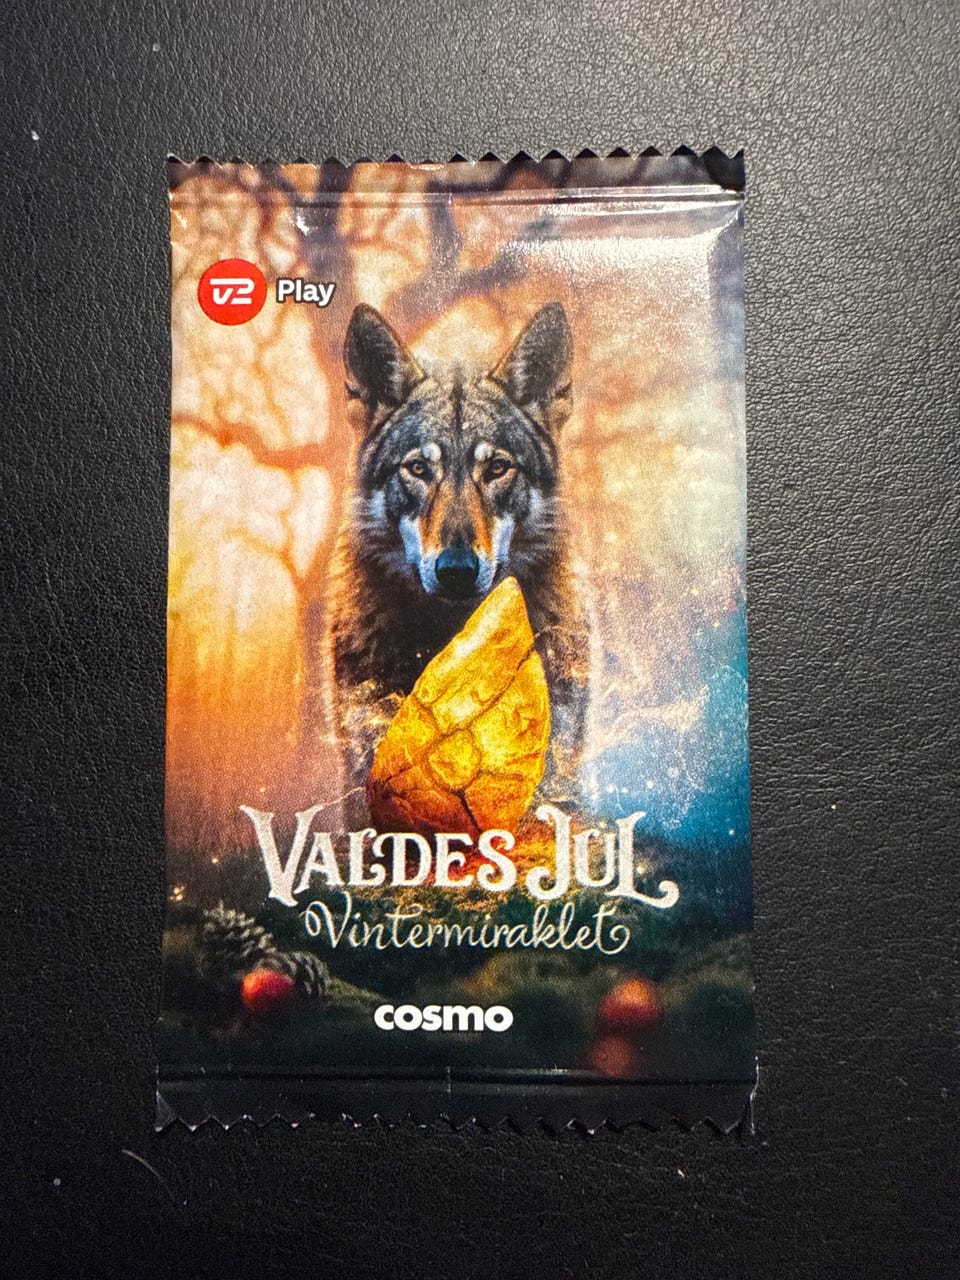 TV2 Play
VALDES JUL
Vintermiraklet
cosmo